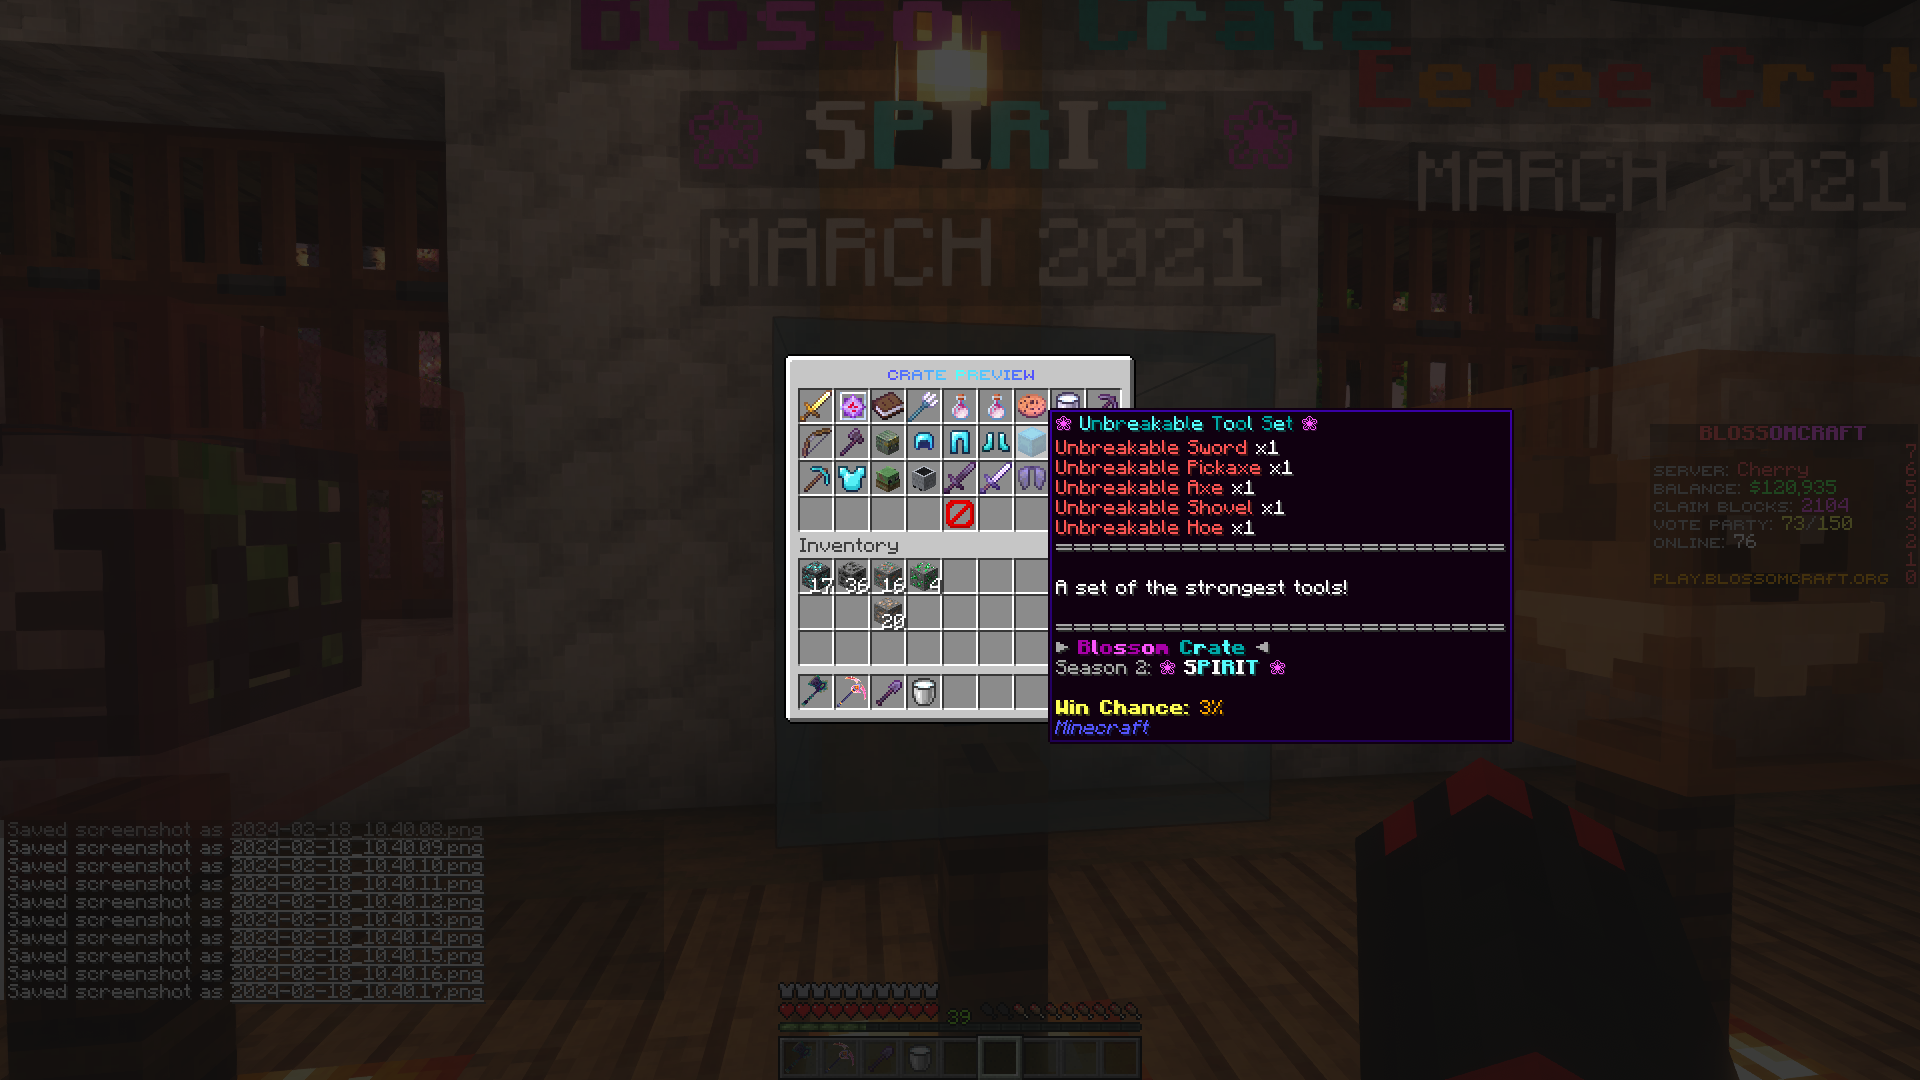 Blossom Crate
Eevee Crat
SPIRIT
MARCH 2021
MARCH 2021
CRATE PREVIEW
❀ Unbreakable Tool Set ❀
Unbreakable Sword x1
Unbreakable Pickaxe x1
Unbreakable Axe x1
Unbreakable Shovel x1
Unbreakable Hoe x1
==============================
A set of the strongest tools!
==============================
► Blossom Crate ◄
Season 2: ❀ SPIRIT ❀
Win Chance: 3%
Minecraft
Inventory
17 36 16 4
20
BLOSSOMCRAFT
7
SERVER: Cherry 6
BALANCE: $120,935 5
CLAIM BLOCKS: 2104 4
VOTE PARTY: 73/150 3
ONLINE: 76 2
1
PLAY.BLOSSOMCRAFT.ORG 0
Saved screenshot as 2024-02-18_10.40.08.png
Saved screenshot as 2024-02-18_10.40.09.png
Saved screenshot as 2024-02-18_10.40.10.png
Saved screenshot as 2024-02-18_10.40.11.png
Saved screenshot as 2024-02-18_10.40.12.png
Saved screenshot as 2024-02-18_10.40.13.png
Saved screenshot as 2024-02-18_10.40.14.png
Saved screenshot as 2024-02-18_10.40.15.png
Saved screenshot as 2024-02-18_10.40.16.png
Saved screenshot as 2024-02-18_10.40.17.png
39